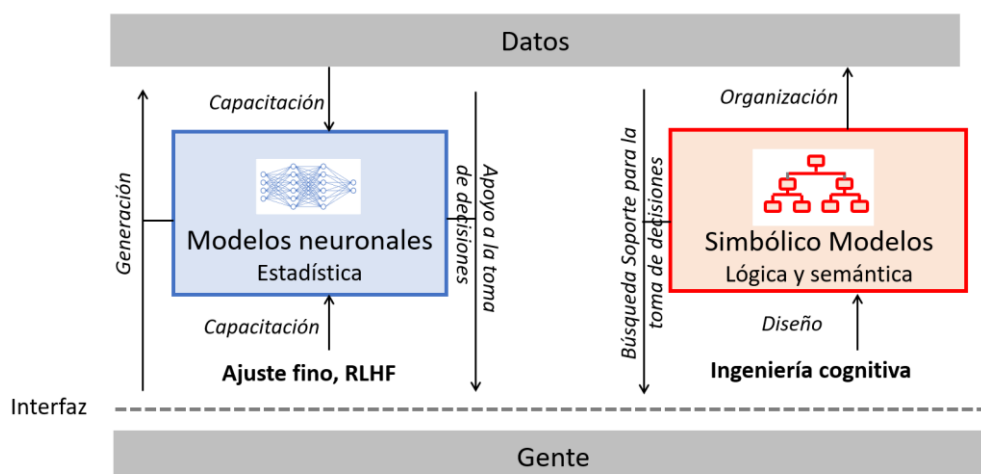 Datos
Capacitación
Organización
Generación
Modelos neuronales
Estadística
Apoyo a la toma
de decisiones
Búsqueda Soporte para la
toma de decisiones
Simbólico Modelos
Lógica y semántica
Capacitación
Diseño
Ajuste fino, RLHF
Ingeniería cognitiva
Interfaz
Gente